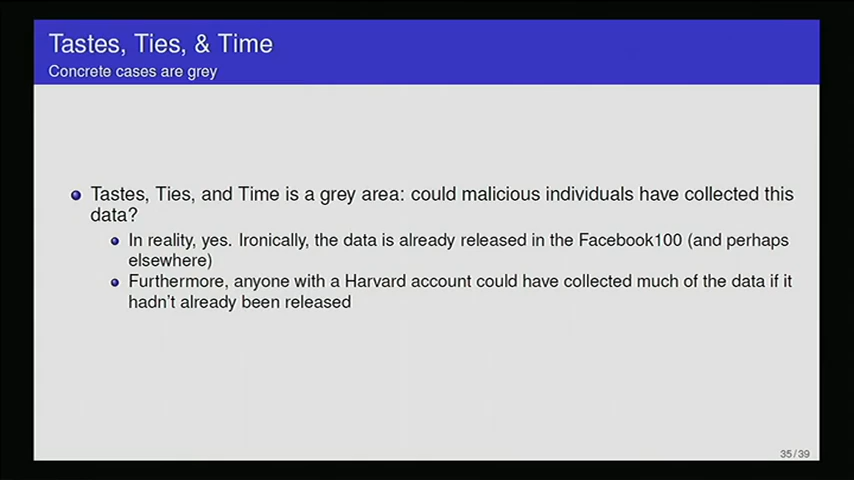 Tastes, Ties, & Time
Concrete cases are grey
Tastes, Ties, and Time is a grey area: could malicious individuals have collected this
data?
In reality, yes. Ironically, the data is already released in the Facebook100 (and perhaps
elsewhere)
Furthermore, anyone with a Harvard account could have collected much of the data if it
hadn't already been released
35/39